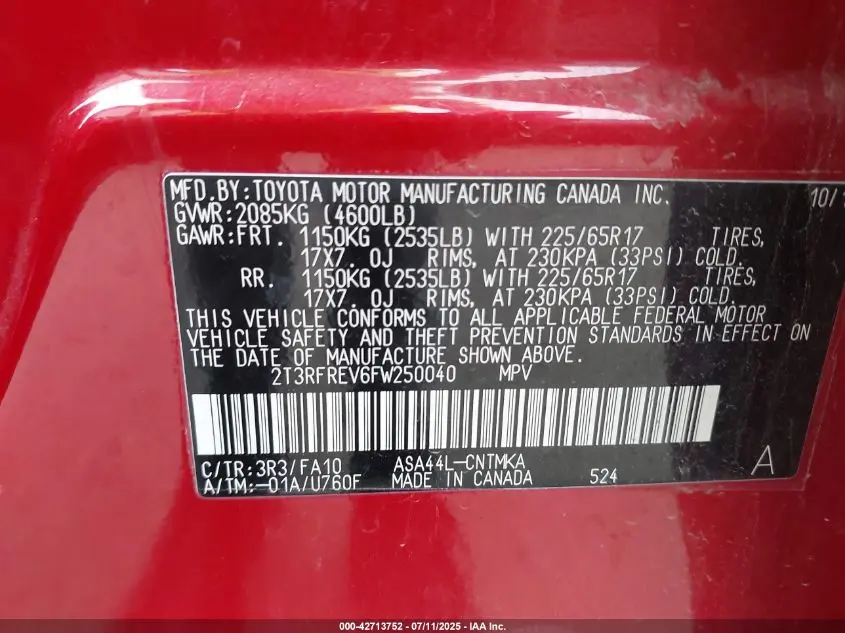 MFD.BY:TOYOTA MOTOR MANUFACTURING CANADA INC. 10/
GVWR:2085KG (4600LB)
GAWR:FRT. 1150KG (2535LB) WITH 225/65R17 TIRES,
17X7.0J RIMS, AT 230KPA (33PSI) COLD.
RR. 1150KG (2535LB) WITH 225/65R17 TIRES,
17X7.0J RIMS, AT 230KPA (33PSI) COLD.
THIS VEHICLE CONFORMS TO ALL APPLICABLE FEDERAL MOTOR
VEHICLE SAFETY AND THEFT PREVENTION STANDARDS IN EFFECT ON
THE DATE OF MANUFACTURE SHOWN ABOVE.
2T3RFREV6FW250040 MPV
C/TR:3R3/FA10 ASA44L-CNTMKA A
A/TM:-01A/U760F MADE IN CANADA 524
000-42713752 - 07/11/2025 - IAA Inc.